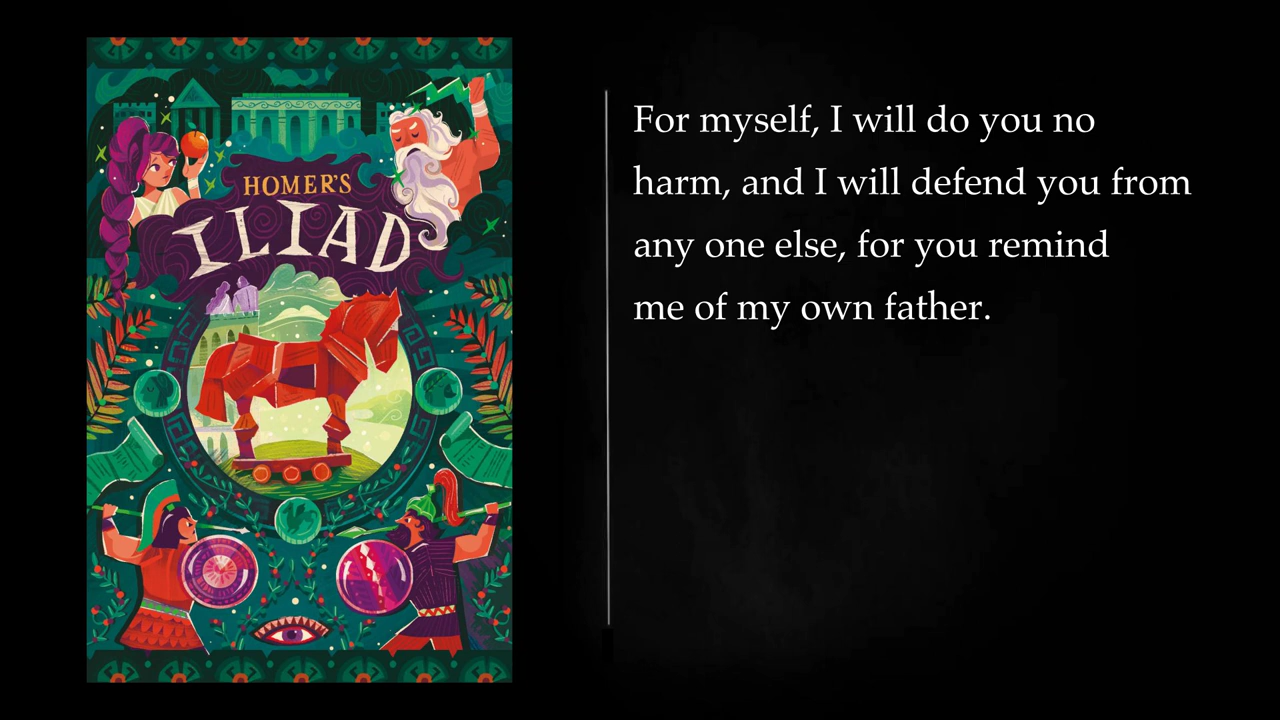 HOMER'S
ILIAD
For myself, I will do you no
harm, and I will defend you from
any one else, for you remind
me of my own father.